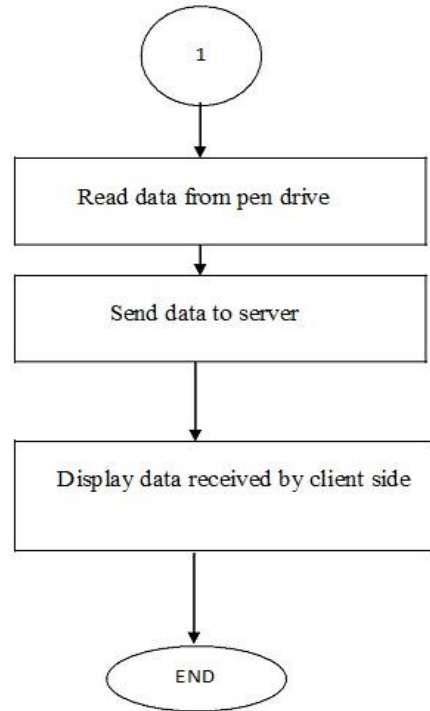 1
Read data from pen drive
Send data to server
Display data received by client side
END